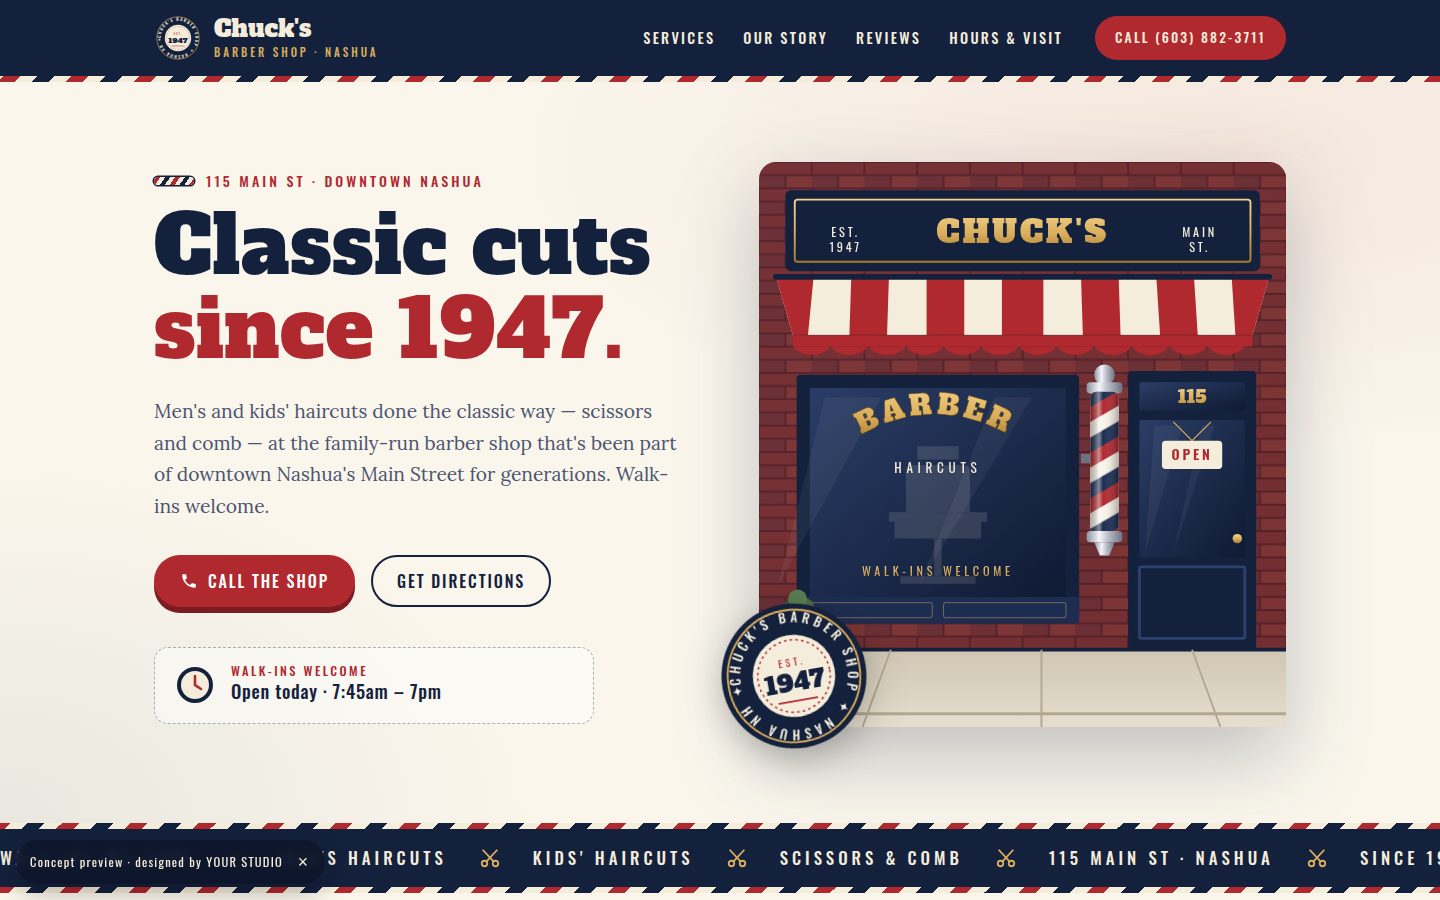 Chuck's
BARBER SHOP · NASHUA
SERVICES
OUR STORY
REVIEWS
HOURS & VISIT
CALL (603) 882-3711
115 MAIN ST · DOWNTOWN NASHUA
Classic cuts
since 1947.
Men's and kids' haircuts done the classic way — scissors
and comb — at the family-run barber shop that's been part
of downtown Nashua's Main Street for generations. Walk-
ins welcome.
CALL THE SHOP
GET DIRECTIONS
WALK-INS WELCOME
Open today · 7:45am – 7pm
EST.
1947
CHUCK'S
MAIN
ST.
BARBER
HAIRCUTS
WALK-INS WELCOME
115
OPEN
CHUCK'S BARBER SHOP
NASHUA NH
EST.
1947
S HAIRCUTS
KIDS' HAIRCUTS
SCISSORS & COMB
115 MAIN ST · NASHUA
SINCE 19
Concept preview · designed by YOUR STUDIO ×